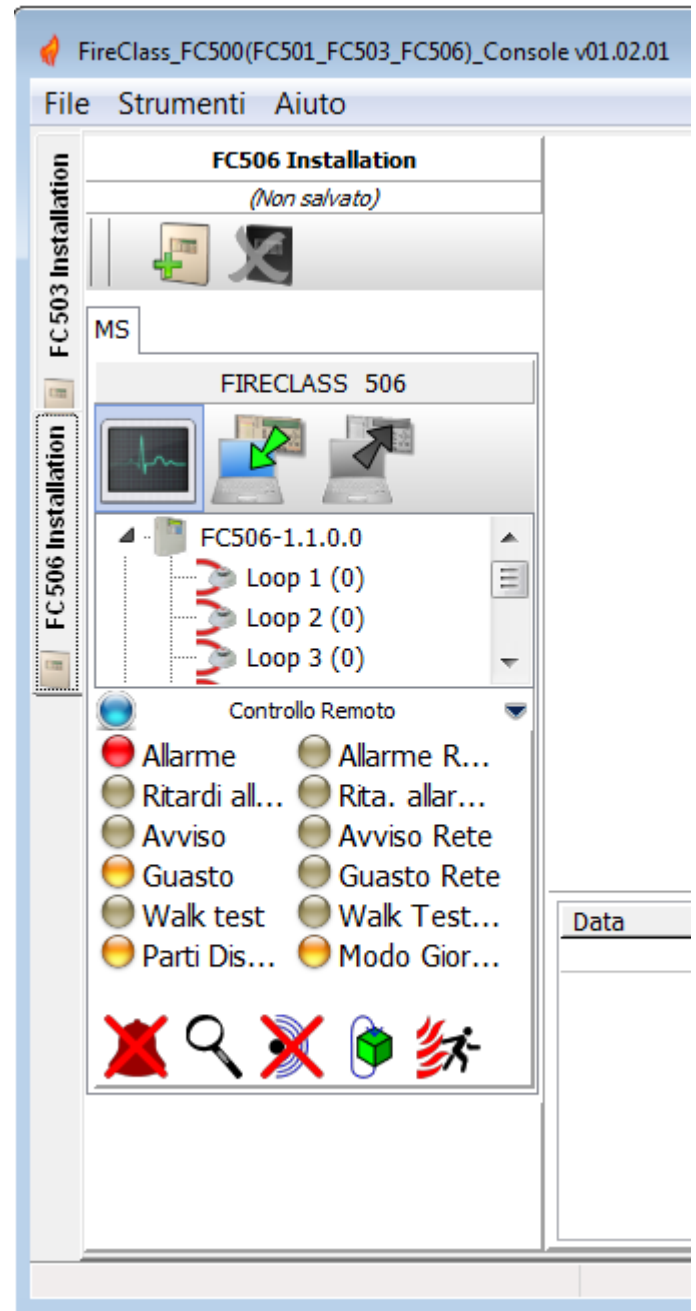 FireClass_FC500(FC501_FC503_FC506)_Console v01.02.01
File Strumenti Aiuto
FC503 Installation
FC506 Installation
FC506 Installation
(Non salvato)
MS
FIRECLASS 506
FC506-1.1.0.0
Loop 1 (0)
Loop 2 (0)
Loop 3 (0)
Controllo Remoto
Allarme Allarme R...
Ritardi all... Rita. allar...
Avviso Avviso Rete
Guasto Guasto Rete
Walk test Walk Test...
Parti Dis... Modo Gior...
Data